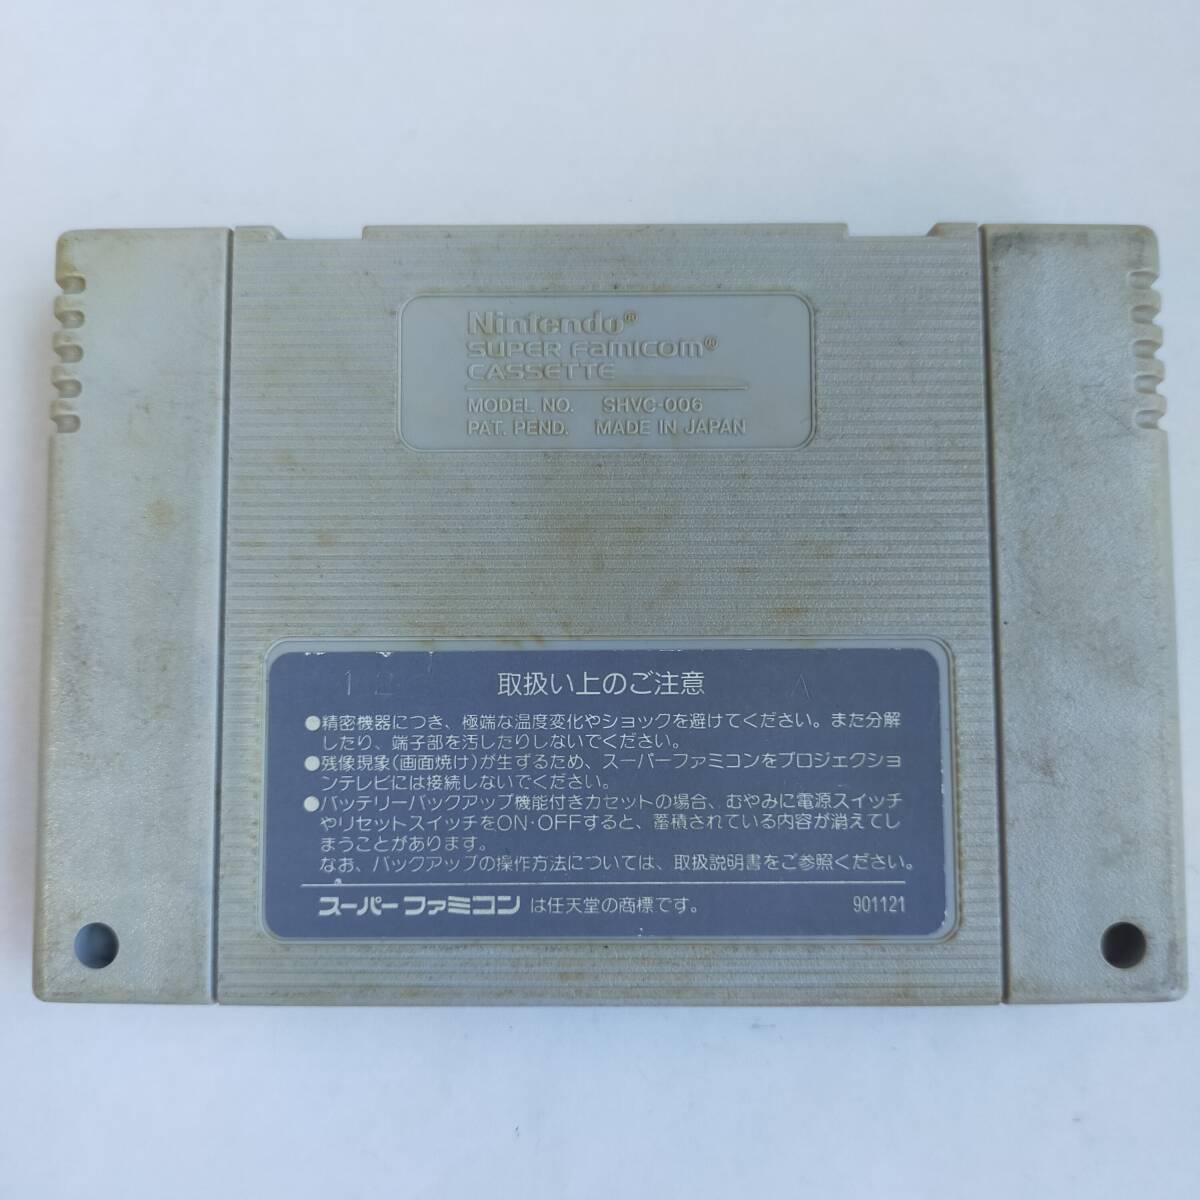 Nintendo®
SUPER FAMICOM®
CASSETTE
MODEL NO. SHVC-006
PAT. PEND. MADE IN JAPAN
12 取扱い上のご注意 A
●精密機器につき、極端な温度変化やショックを避けてください。また分解
したり、端子部を汚したりしないでください。
●残像現象(画面焼け)が生ずるため、スーパーファミコンをプロジェクショ
ンテレビには接続しないでください。
●バッテリーバックアップ機能付きカセットの場合、むやみに電源スイッチ
やリセットスイッチをON・OFFすると、蓄積されている内容が消えてし
まうことがあります。
なお、バックアップの操作方法については、取扱説明書をご参照ください。
スーパーファミコン は任天堂の商標です。 901121